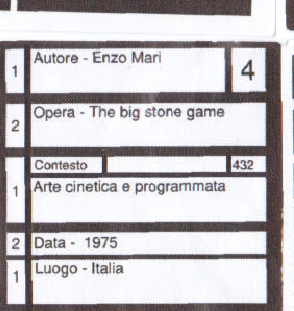 1 Autore - Enzo Mari 4
2 Opera - The big stone game
Contesto 432
1 Arte cinetica e programmata
2 Data - 1975
1 Luogo - Italia